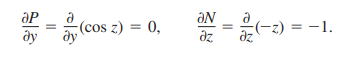 ∂P/∂y = ∂/∂y (cos z) = 0, ∂N/∂z = ∂/∂z (−z) = −1.